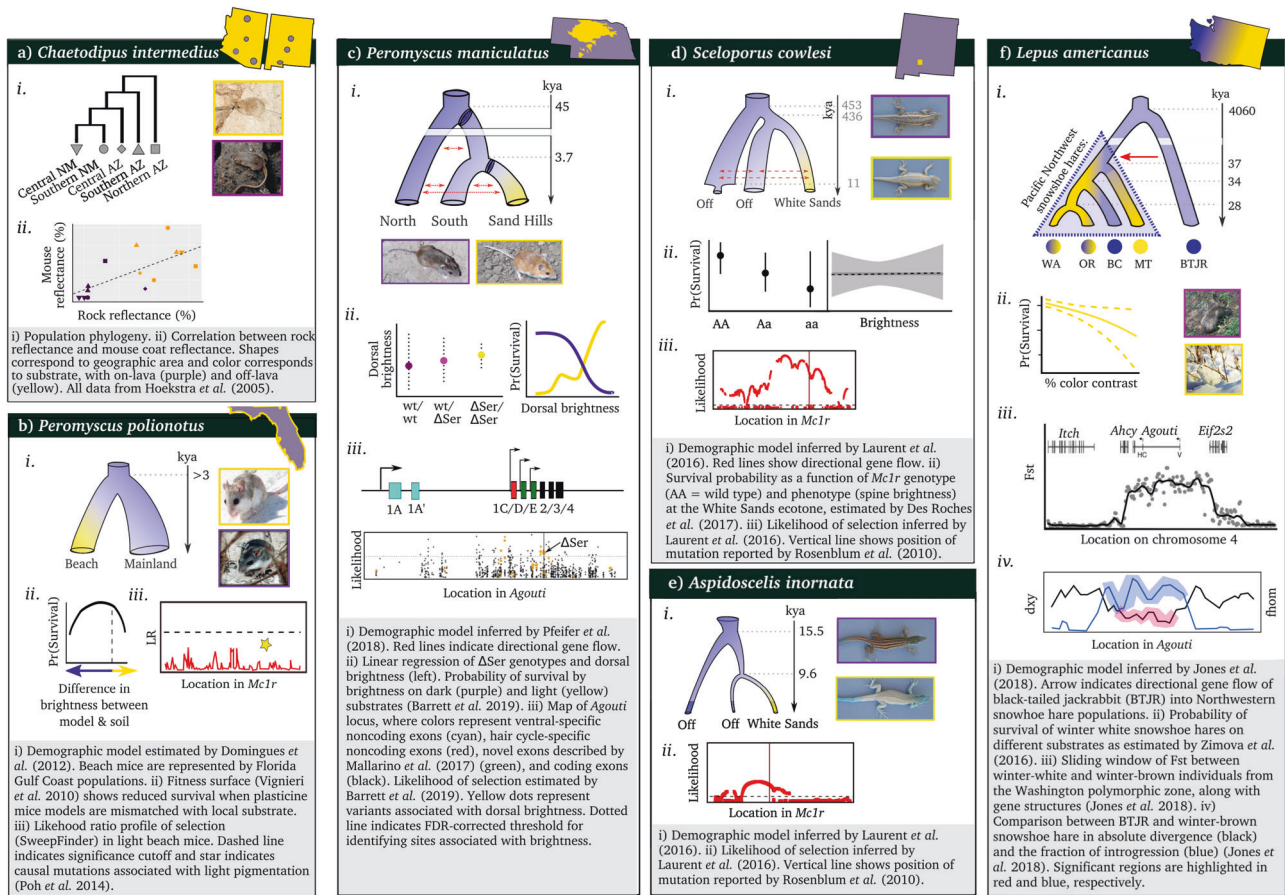 a) Chaetodipus intermedius
i.
Central NM
Southern NM
Central AZ
Southern AZ
Northern AZ
ii.
Mouse
reflectance (%)
Rock reflectance (%)
i) Population phylogeny. ii) Correlation between rock
reflectance and mouse coat reflectance. Shapes
correspond to geographic area and color corresponds
to substrate, with on-lava (purple) and off-lava
(yellow). All data from Hoekstra et al. (2005).
b) Peromyscus polionotus
i.
kya
>3
Beach
Mainland
ii.
Pr(Survival)
Difference in
brightness between
model & soil
iii.
LR
Location in Mc1r
i) Demographic model estimated by Domingues et
al. (2012). Beach mice are represented by Florida
Gulf Coast populations. ii) Fitness surface (Vignieri
et al. 2010) shows reduced survival when plasticine
mice models are mismatched with local substrate.
iii) Likehood ratio profile of selection
(SweepFinder) in light beach mice. Dashed line
indicates significance cutoff and star indicates
causal mutations associated with light pigmentation
(Poh et al. 2014).
c) Peromyscus maniculatus
i.
kya
45
3.7
North
South
Sand Hills
ii.
Dorsal
brightness
wt/
wt
wt/
ΔSer
ΔSer/
ΔSer
Pr(Survival)
Dorsal brightness
iii.
1A
1A'
1C/D/E
2/3/4
Likelihood
ΔSer
Location in Agouti
i) Demographic model inferred by Pfeifer et al.
(2018). Red lines indicate directional gene flow.
ii) Linear regression of ΔSer genotypes and dorsal
brightness (left). Probability of survival by
brightness on dark (purple) and light (yellow)
substrates (Barrett et al. 2019). iii) Map of Agouti
locus, where colors represent ventral-specific
noncoding exons (cyan), hair cycle-specific
noncoding exons (red), novel exons described by
Mallarino et al. (2017) (green), and coding exons
(black). Likelihood of selection estimated by
Barrett et al. 2019. Yellow dots represent
variants associated with dorsal brightness. Dotted
line indicates FDR-corrected threshold for
identifying sites associated with brightness.
d) Sceloporus cowlesi
i.
kya
453
436
11
Off
Off
White Sands
ii.
Pr(Survival)
AA
Aa
aa
Brightness
iii.
Likelihood
Location in Mc1r
i) Demographic model inferred by Laurent et al.
(2016). Red lines show directional gene flow. ii)
Survival probability as a function of Mc1r genotype
(AA = wild type) and phenotype (spine brightness)
at the White Sands ecotone, estimated by Des Roches
et al. (2017). iii) Likelihood of selection inferred by
Laurent et al. (2016). Vertical line shows position of
mutation reported by Rosenblum et al. (2010).
e) Aspidoscelis inornata
i.
kya
15.5
9.6
Off
Off
White Sands
ii.
Likelihood
Location in Mc1r
i) Demographic model inferred by Laurent et al.
(2016). ii) Likelihood of selection inferred by
Laurent et al. (2016). Vertical line shows position of
mutation reported by Rosenblum et al. (2010).
f) Lepus americanus
i.
kya
4060
37
34
28
Pacific Northwest
snowshoe hares:
WA
OR
BC
MT
BTJR
ii.
Pr(Survival)
% color contrast
iii.
Itch
Ahcy
Agouti
Eif2s2
HC
V
Fst
Location on chromosome 4
iv.
dxy
fhom
Location in Agouti
i) Demographic model inferred by Jones et al.
(2018). Arrow indicates directional gene flow of
black-tailed jackrabbit (BTJR) into Northwestern
snowshoe hare populations. ii) Probability of
survival of winter white snowshoe hares on
different substrates as estimated by Zimova et al.
(2016). iii) Sliding window of Fst between
winter-white and winter-brown individuals from
the Washington polymorphic zone, along with
gene structures (Jones et al. 2018). iv)
Comparison between BTJR and winter-brown
snowshoe hare in absolute divergence (black)
and the fraction of introgression (blue) (Jones et
al. 2018). Significant regions are highlighted in
red and blue, respectively.